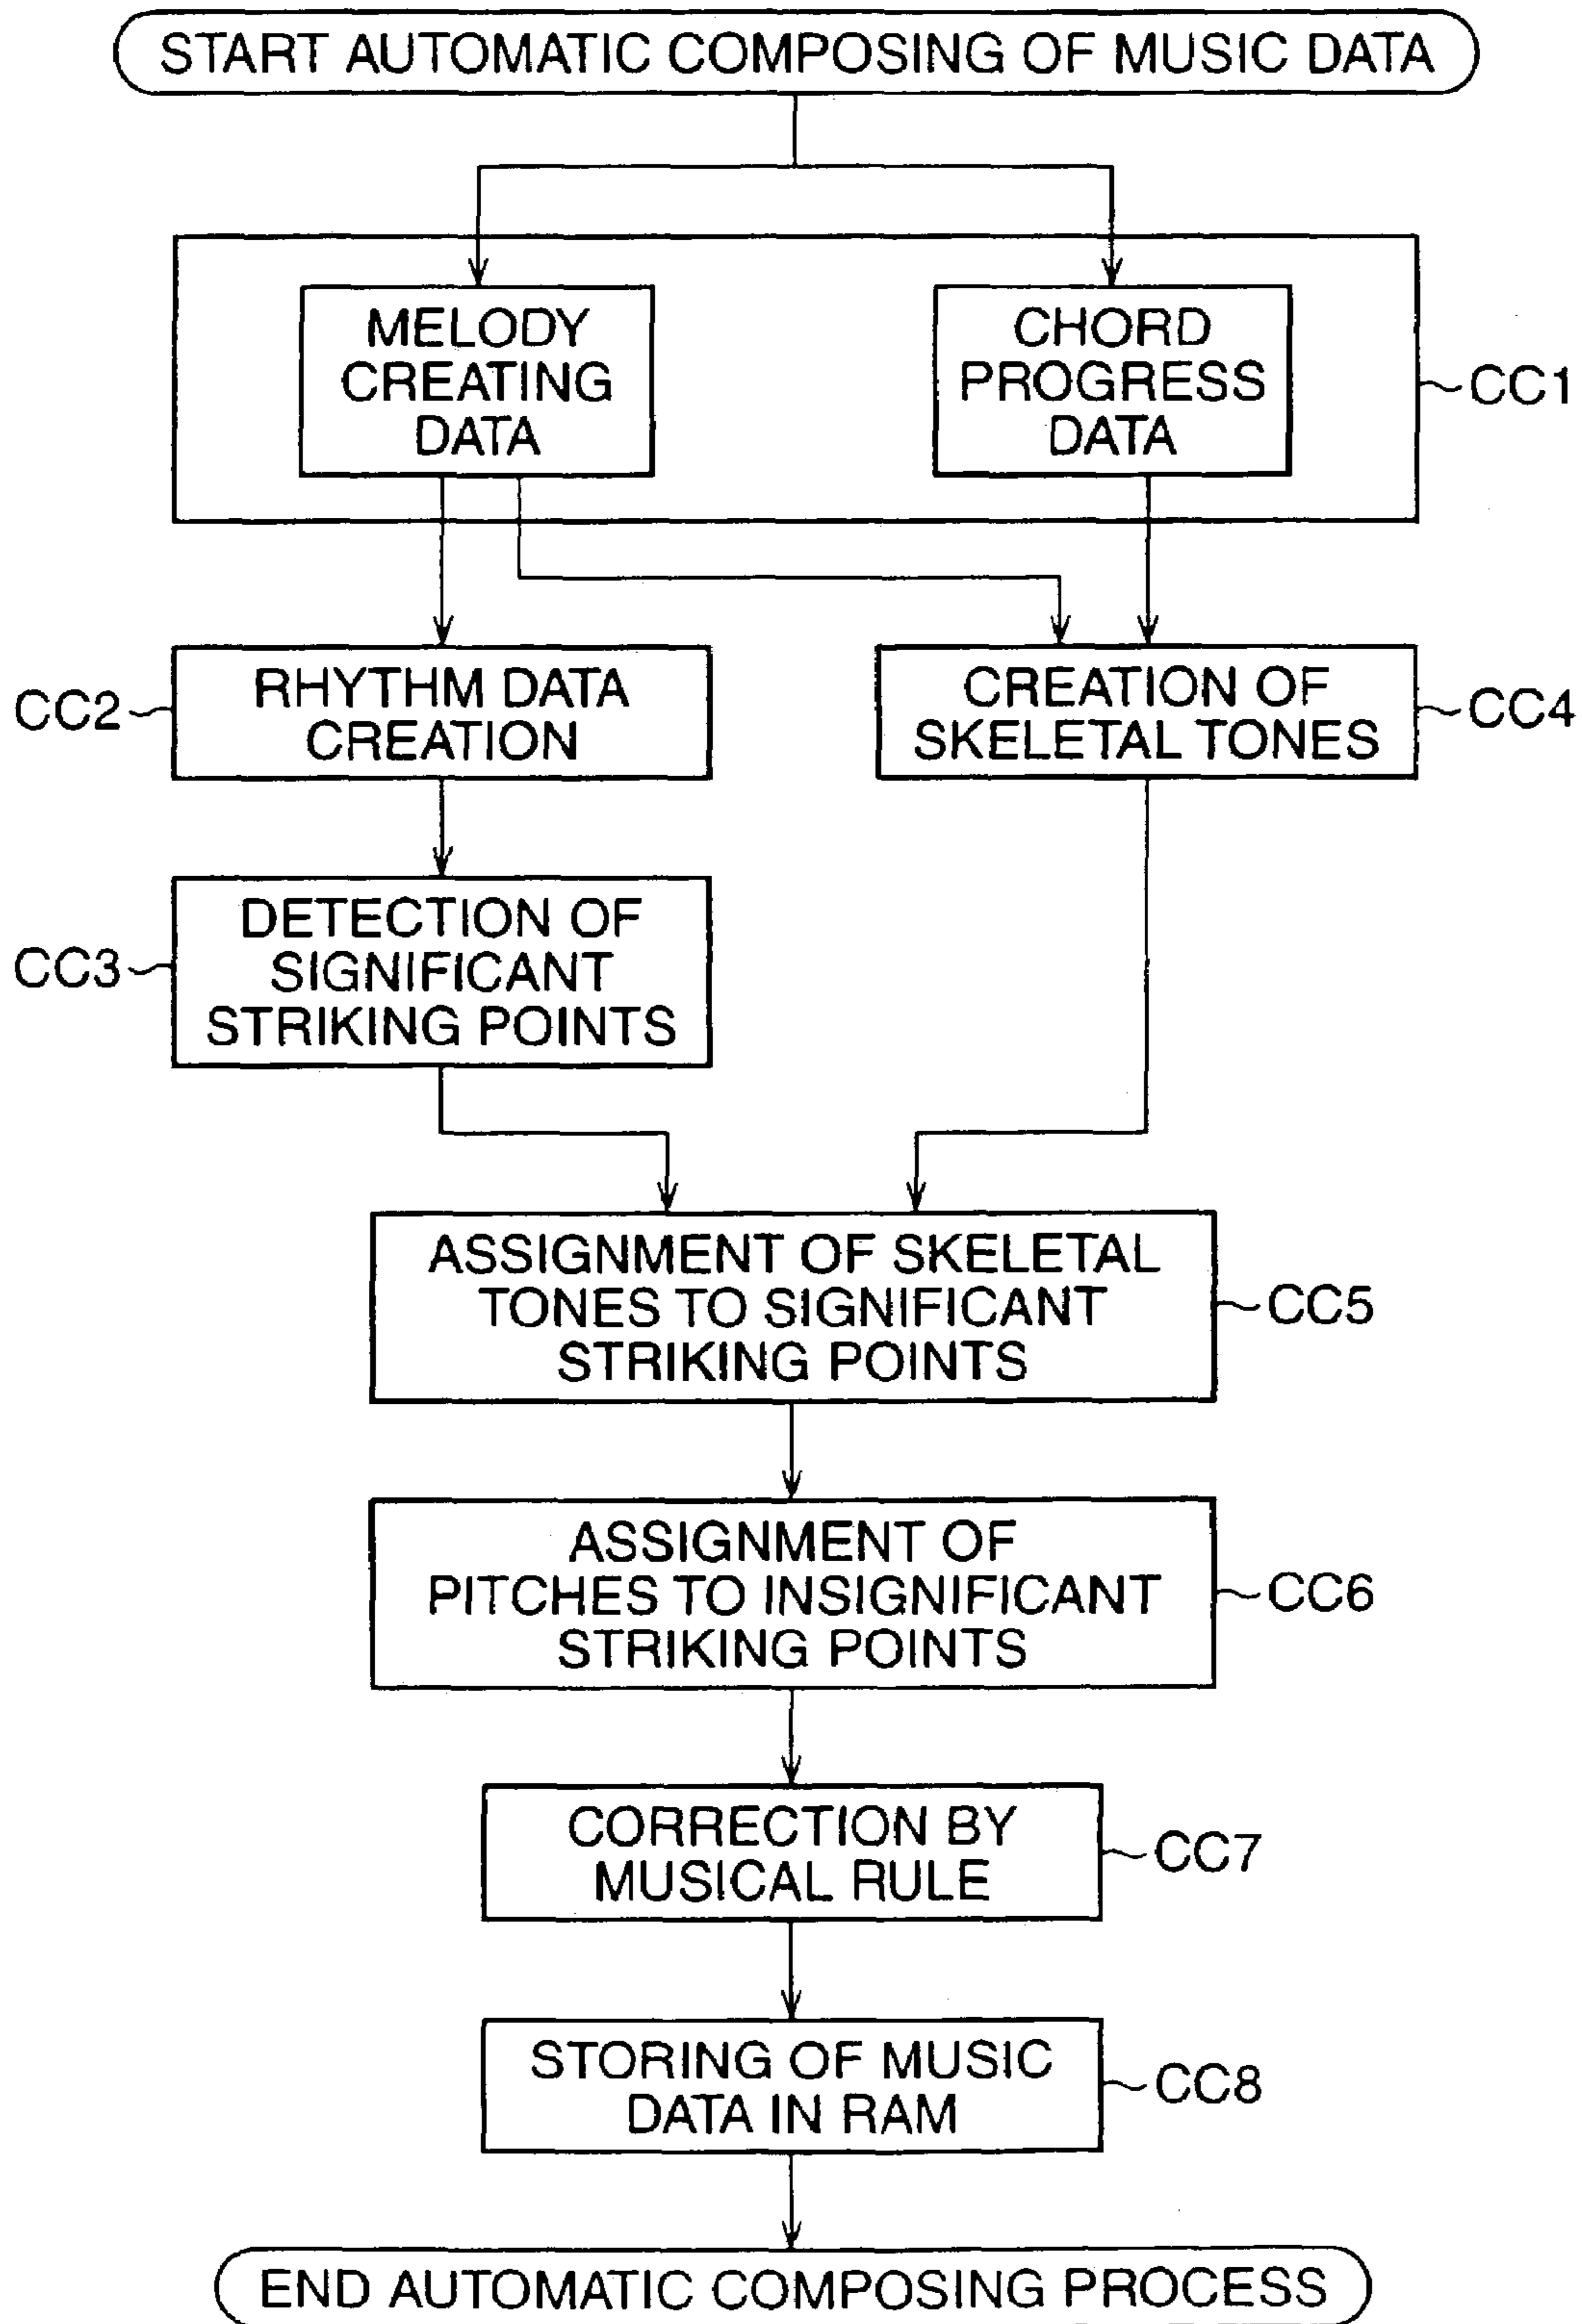 START AUTOMATIC COMPOSING OF MUSIC DATA
MELODY
CREATING
DATA
CHORD
PROGRESS
DATA
CC1
CC2
RHYTHM DATA
CREATION
CREATION OF
SKELETAL TONES
CC4
CC3
DETECTION OF
SIGNIFICANT
STRIKING POINTS
ASSIGNMENT OF SKELETAL
TONES TO SIGNIFICANT
STRIKING POINTS
CC5
ASSIGNMENT OF
PITCHES TO INSIGNIFICANT
STRIKING POINTS
CC6
CORRECTION BY
MUSICAL RULE
CC7
STORING OF MUSIC
DATA IN RAM
CC8
END AUTOMATIC COMPOSING PROCESS